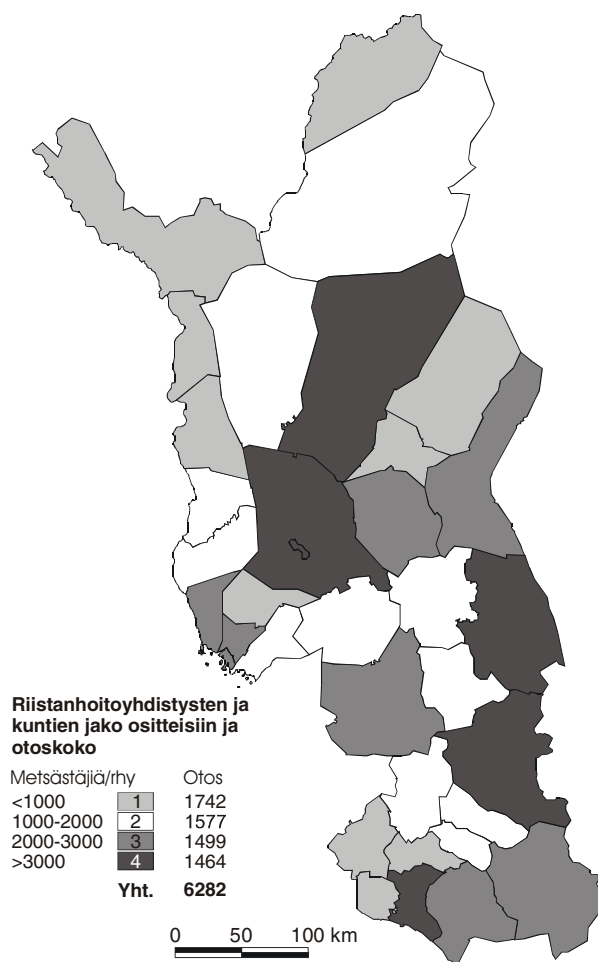 Riistanhoitoyhdistysten ja
kuntien jako ositteisiin ja
otoskoko
Metsästäjiä/rhy Otos
<1000 1 1742
1000-2000 2 1577
2000-3000 3 1499
>3000 4 1464
Yht. 6282
0 50 100 km